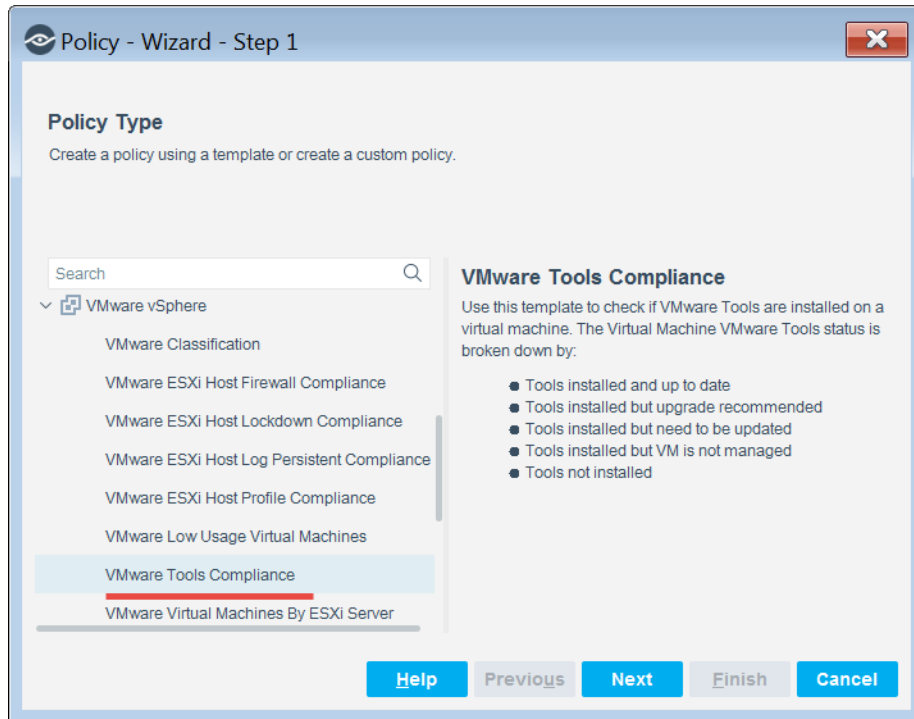 Policy - Wizard - Step 1
Policy Type
Create a policy using a template or create a custom policy.
Search
VMware vSphere
VMware Classification
VMware ESXi Host Firewall Compliance
VMware ESXi Host Lockdown Compliance
VMware ESXi Host Log Persistent Compliance
VMware ESXi Host Profile Compliance
VMware Low Usage Virtual Machines
VMware Tools Compliance
VMware Virtual Machines By ESXi Server
VMware Tools Compliance
Use this template to check if VMware Tools are installed on a
virtual machine. The Virtual Machine VMware Tools status is
broken down by:
● Tools installed and up to date
● Tools installed but upgrade recommended
● Tools installed but need to be updated
● Tools installed but VM is not managed
● Tools not installed
Help Previous Next Finish Cancel